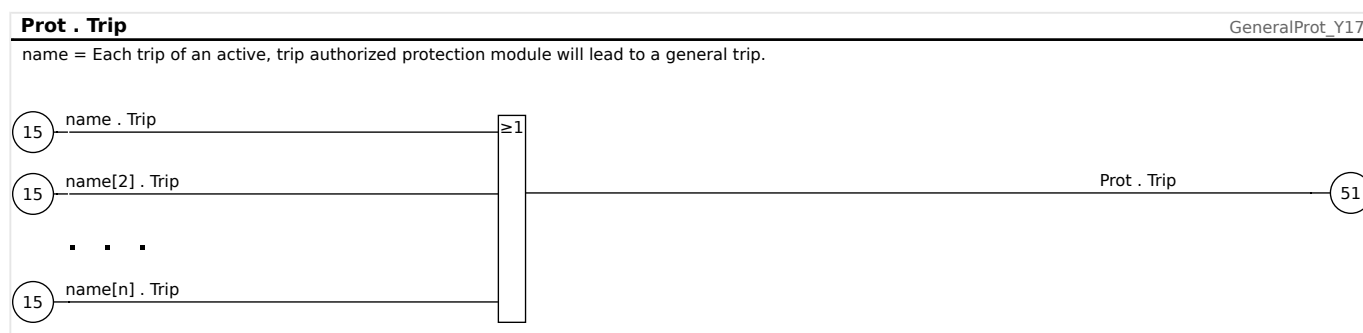 Prot . Trip
GeneralProt_Y17
name = Each trip of an active, trip authorized protection module will lead to a general trip.
name . Trip
15
≥1
name[2] . Trip
15
Prot . Trip
51
. . .
name[n] . Trip
15